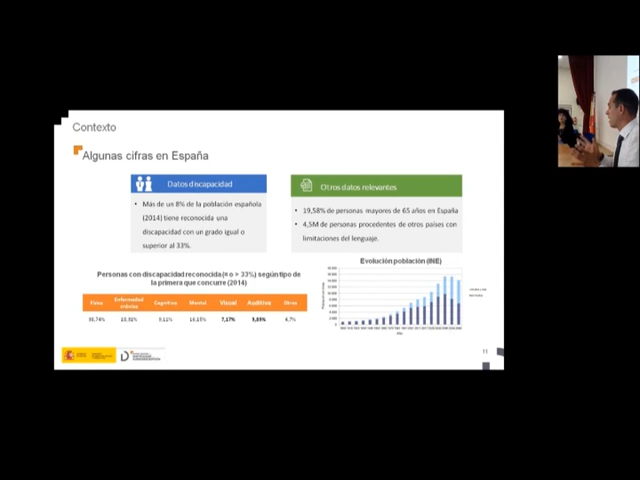 Contexto
Algunas cifras en España
Datos discapacidad
• Más de un 8% de la población española
(2014) tiene reconocida una
discapacidad con un grado igual o
superior al 33%.
Otros datos relevantes
• 19,58% de personas mayores de 65 años en España
• 4,5M de personas procedentes de otros países con
limitaciones del lenguaje.
Personas con discapacidad reconocida (= o > 33%) según tipo de
la primera que concurre (2014)
Física Enfermedad crónica Cognitiva Mental Visual Auditiva Otros
9,11% 7,17% 4,7%
Evolución población (INE)
11